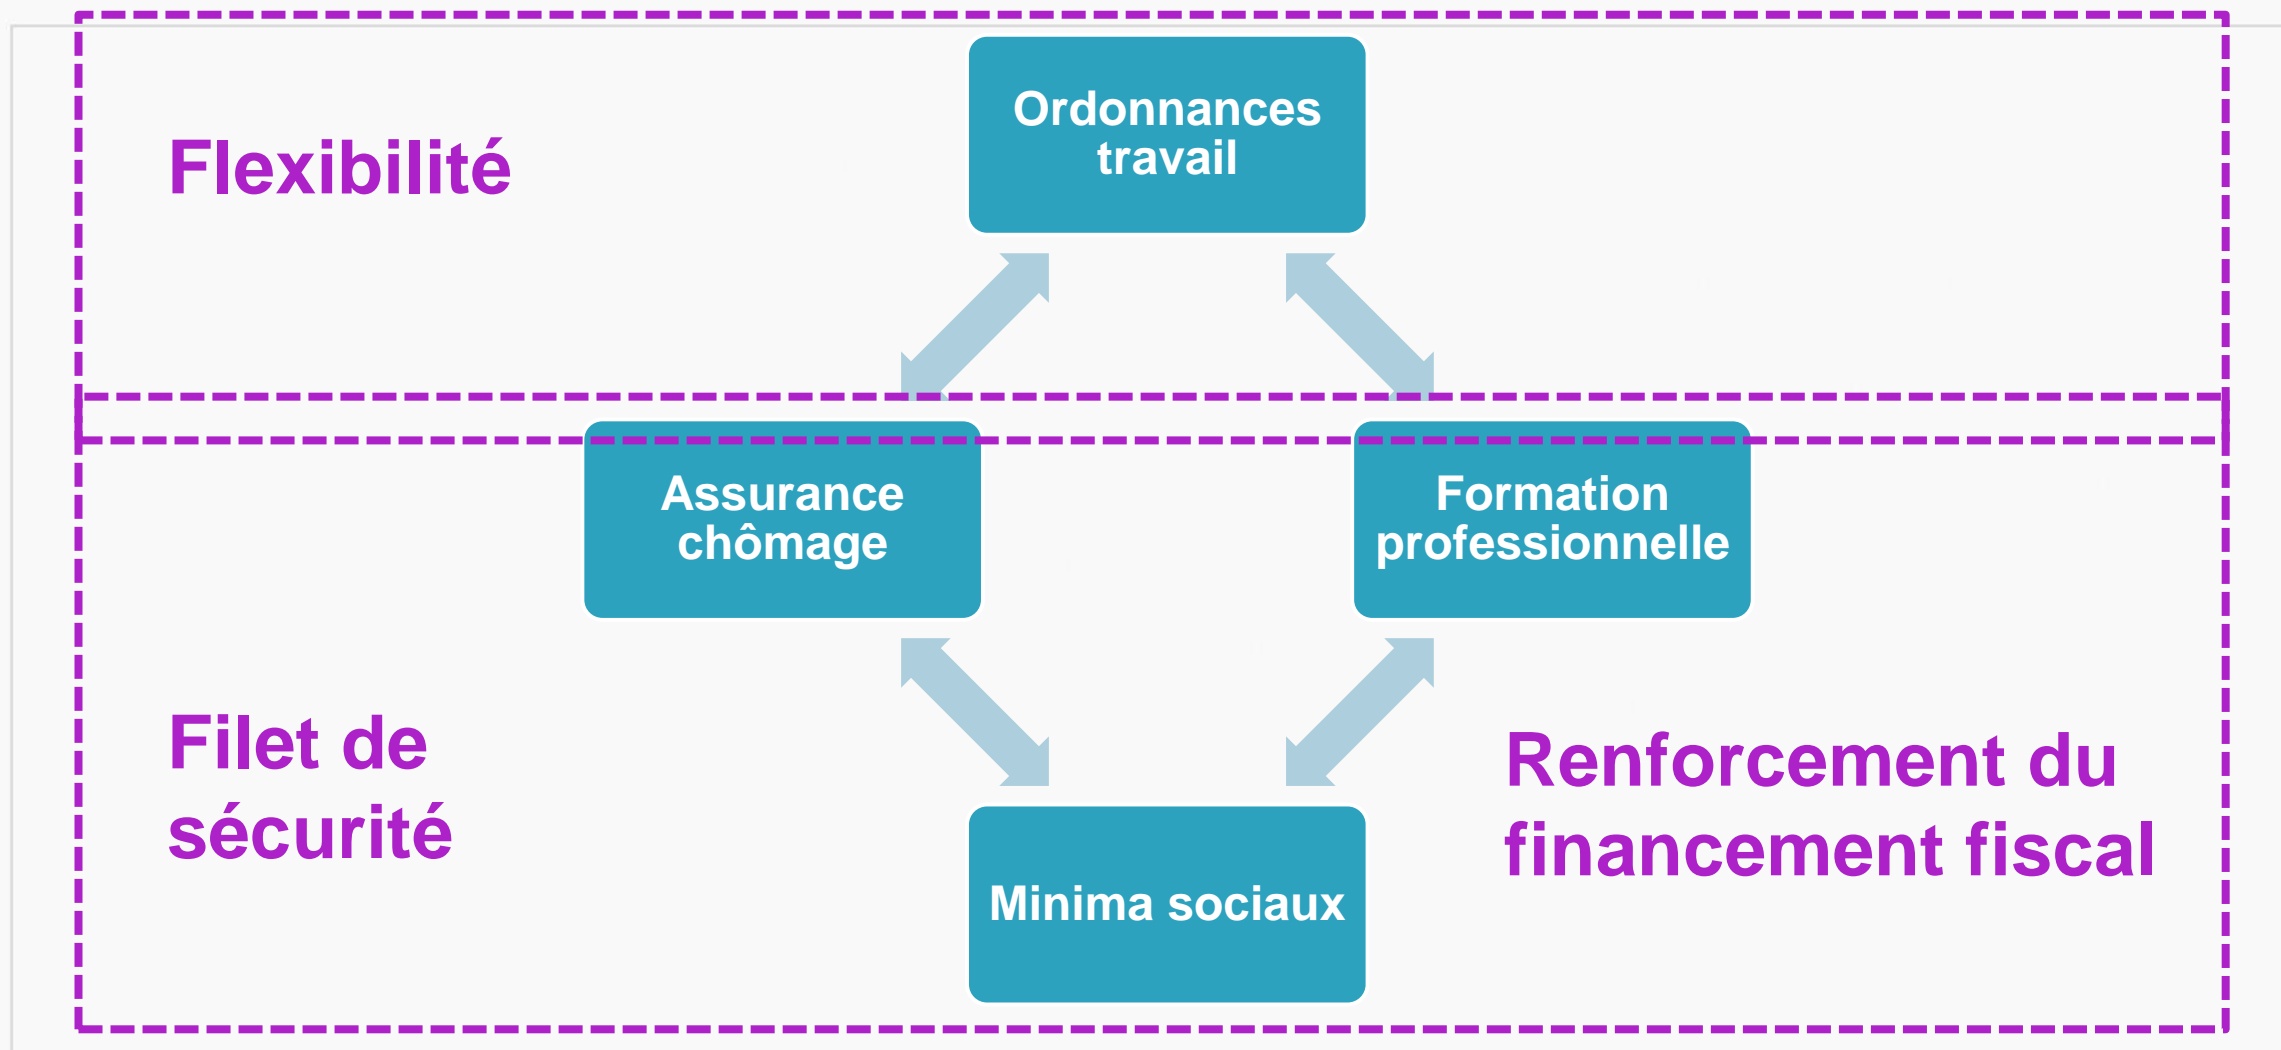 Ordonnances
travail
Flexibilité
Assurance
chômage
Formation
professionnelle
Filet de
sécurité
Renforcement du
financement fiscal
Minima sociaux